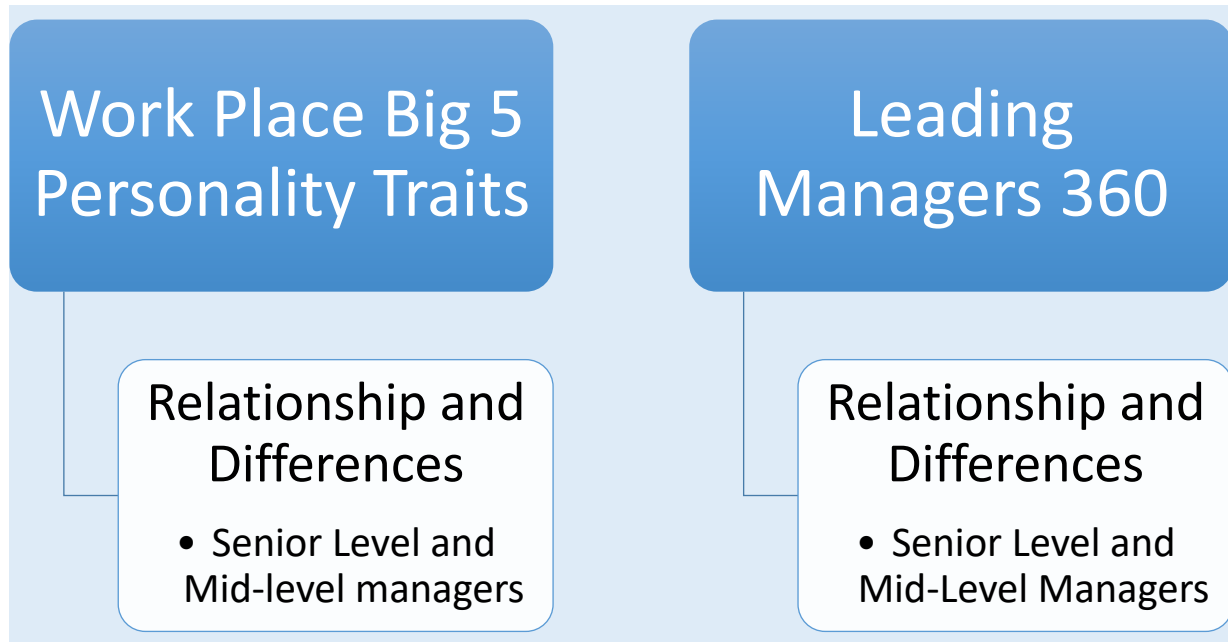 Work Place Big 5
Personality Traits
Relationship and
Differences
• Senior Level and
Mid-level managers
Leading
Managers 360
Relationship and
Differences
• Senior Level and
Mid-Level Managers